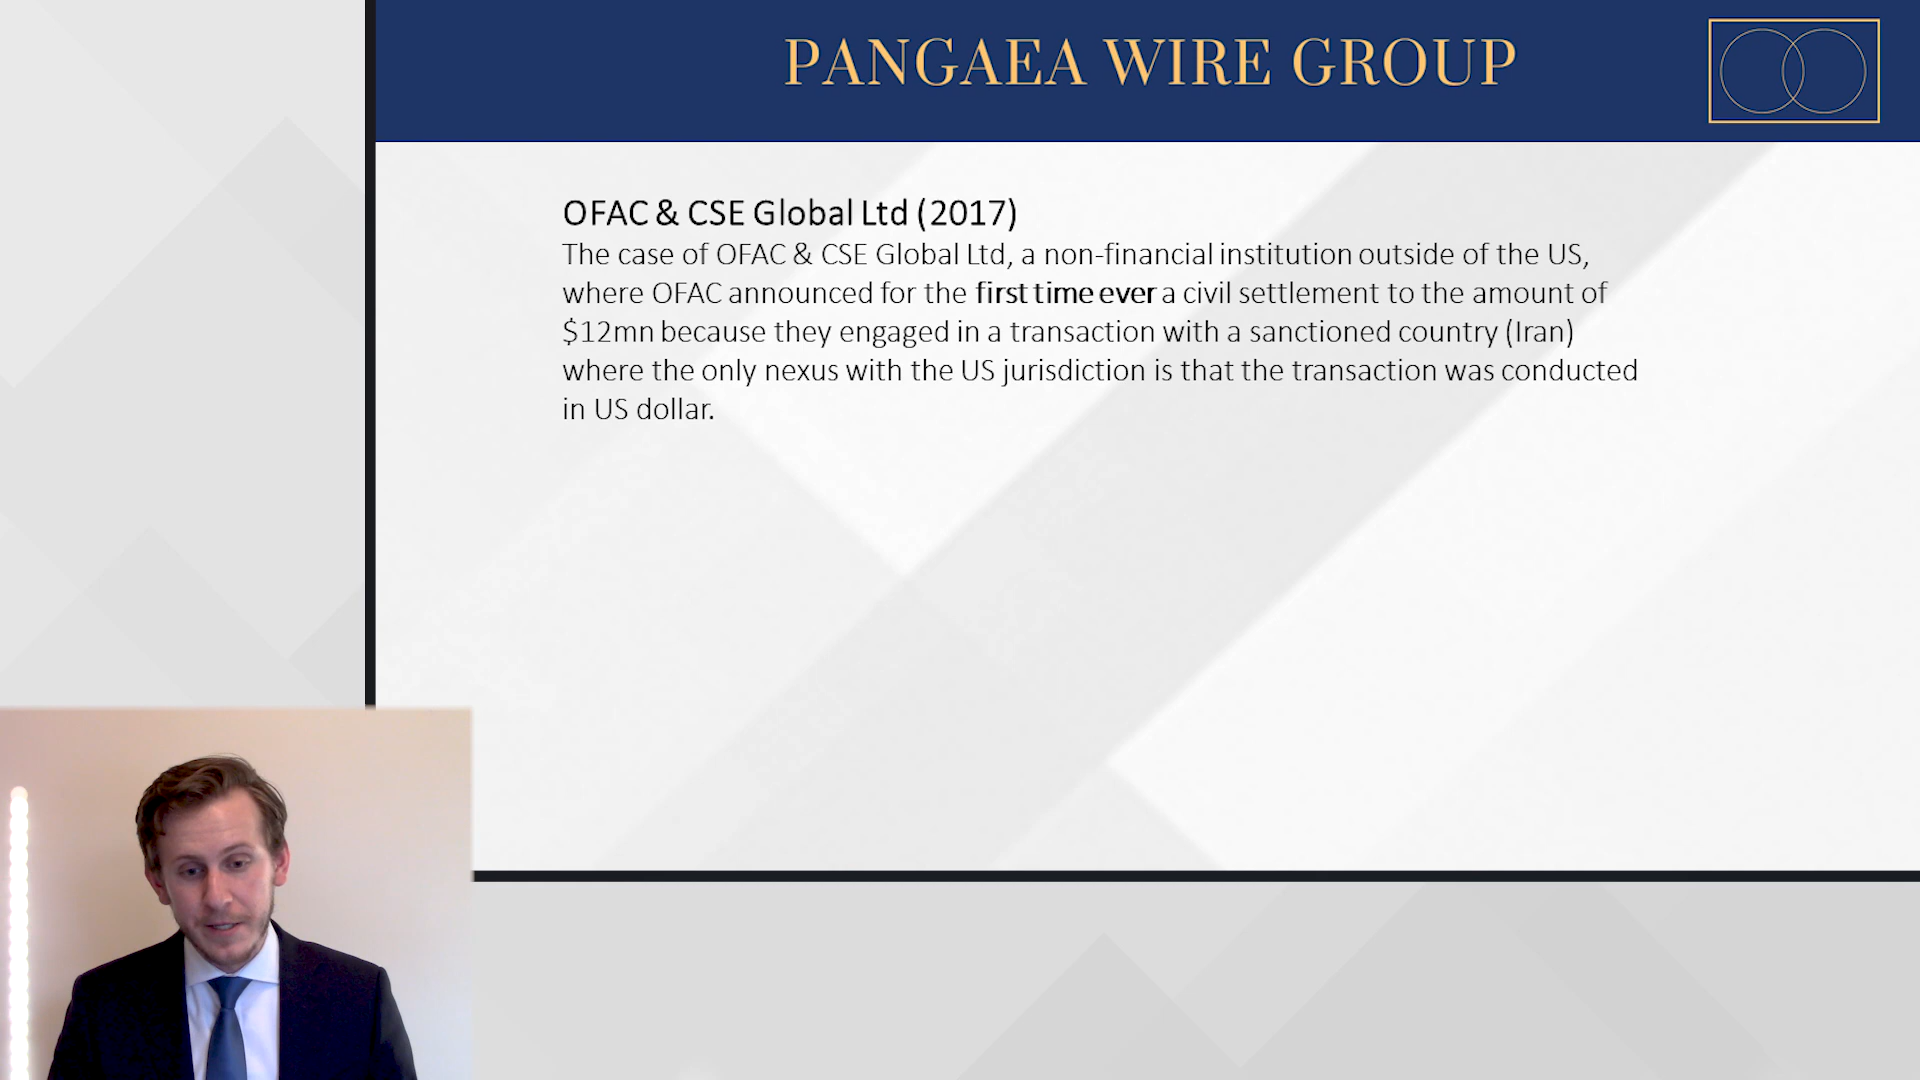 PANGAEA WIRE GROUP
OFAC & CSE Global Ltd (2017)
The case of OFAC & CSE Global Ltd, a non-financial institution outside of the US,
where OFAC announced for the first time ever a civil settlement to the amount of
$12mn because they engaged in a transaction with a sanctioned country (Iran)
where the only nexus with the US jurisdiction is that the transaction was conducted
in US dollar.